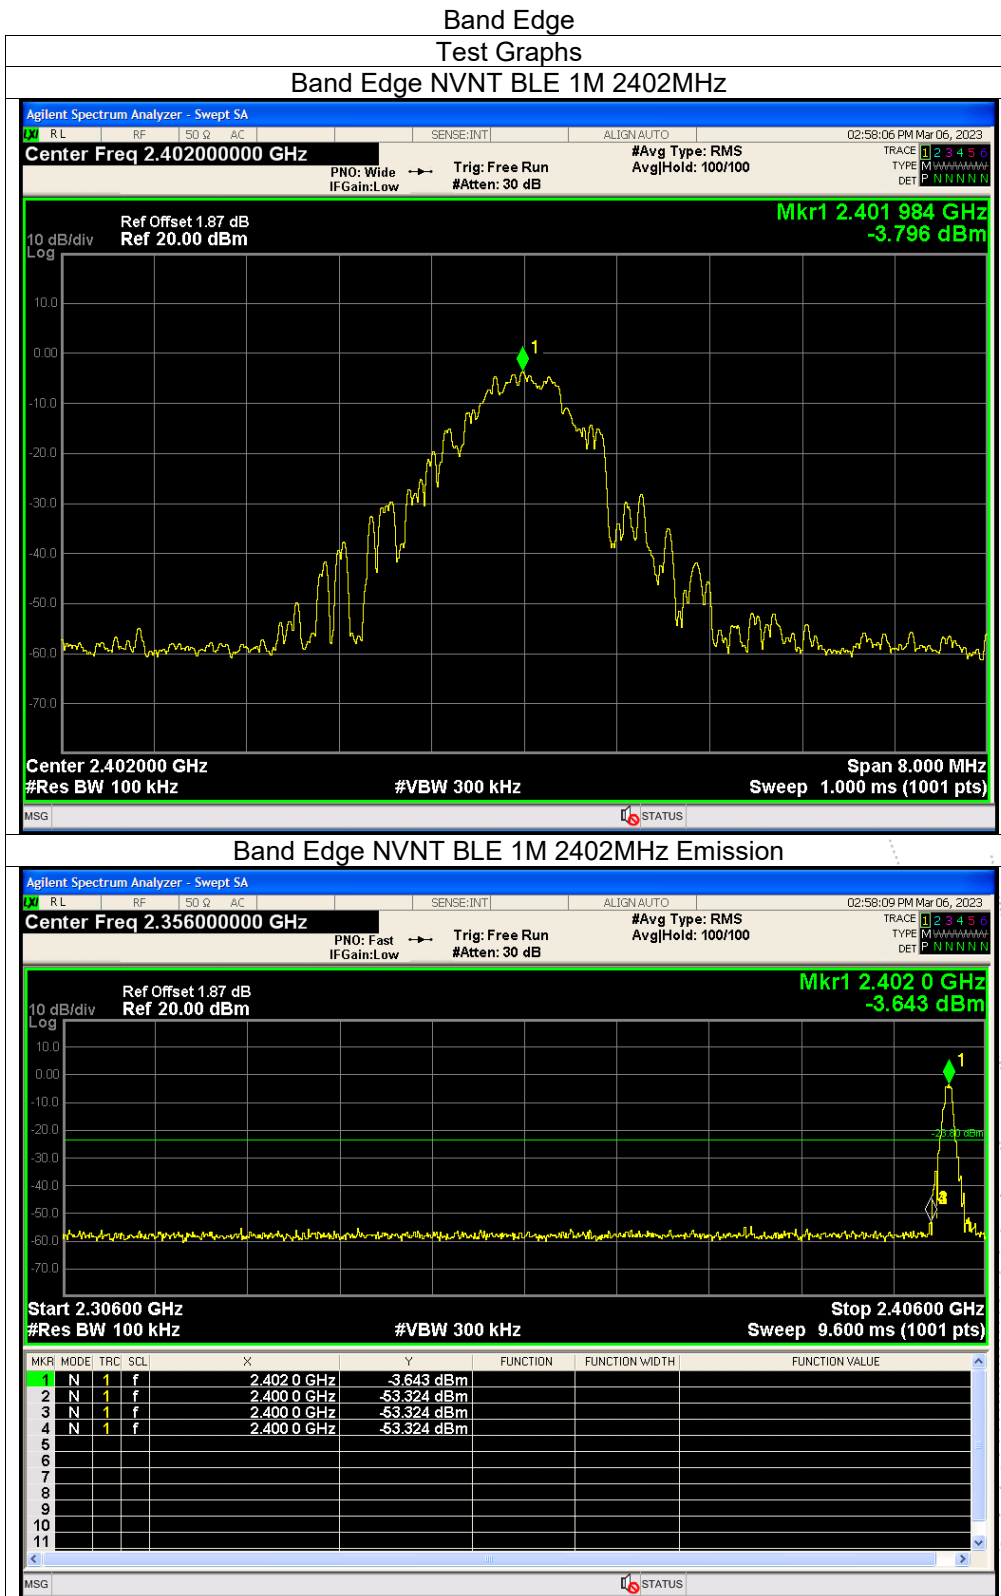 Band Edge
Test Graphs
Band Edge NVNT BLE 1M 2402MHz
Agilent Spectrum Analyzer - Swept SA
LXI RL RF 50 Ω AC SENSE:INT ALIGN AUTO 02:58:06 PM Mar 06, 2023
Center Freq 2.402000000 GHz #Avg Type: RMS TRACE 1 2 3 4 5 6
PNO: Wide Trig: Free Run Avg|Hold: 100/100 TYPE M WWWWW
IFGain:Low #Atten: 30 dB DET P N N N N N
Mkr1 2.401 984 GHz
-3.796 dBm
Ref Offset 1.87 dB
10 dB/div Ref 20.00 dBm
Log
10.0
0.00
1
-10.0
-20.0
-30.0
-40.0
-50.0
-60.0
-70.0
Center 2.402000 GHz Span 8.000 MHz
#Res BW 100 kHz #VBW 300 kHz Sweep 1.000 ms (1001 pts)
MSG STATUS
Band Edge NVNT BLE 1M 2402MHz Emission
Agilent Spectrum Analyzer - Swept SA
LXI RL RF 50 Ω AC SENSE:INT ALIGN AUTO 02:58:09 PM Mar 06, 2023
Center Freq 2.356000000 GHz #Avg Type: RMS TRACE 1 2 3 4 5 6
PNO: Fast Trig: Free Run Avg|Hold: 100/100 TYPE M WWWWW
IFGain:Low #Atten: 30 dB DET P N N N N N
Mkr1 2.402 0 GHz
-3.643 dBm
Ref Offset 1.87 dB
10 dB/div Ref 20.00 dBm
Log
10.0
0.00
1
-10.0
-20.0
-23.80 dBm
-30.0
-40.0
-50.0
-60.0
-70.0
Start 2.30600 GHz Stop 2.40600 GHz
#Res BW 100 kHz #VBW 300 kHz Sweep 9.600 ms (1001 pts)
MKR MODE TRC SCL X Y FUNCTION FUNCTION WIDTH FUNCTION VALUE
1 N 1 f 2.402 0 GHz -3.643 dBm
2 N 1 f 2.400 0 GHz -53.324 dBm
3 N 1 f 2.400 0 GHz -53.324 dBm
4 N 1 f 2.400 0 GHz -53.324 dBm
5
6
7
8
9
10
11
MSG STATUS